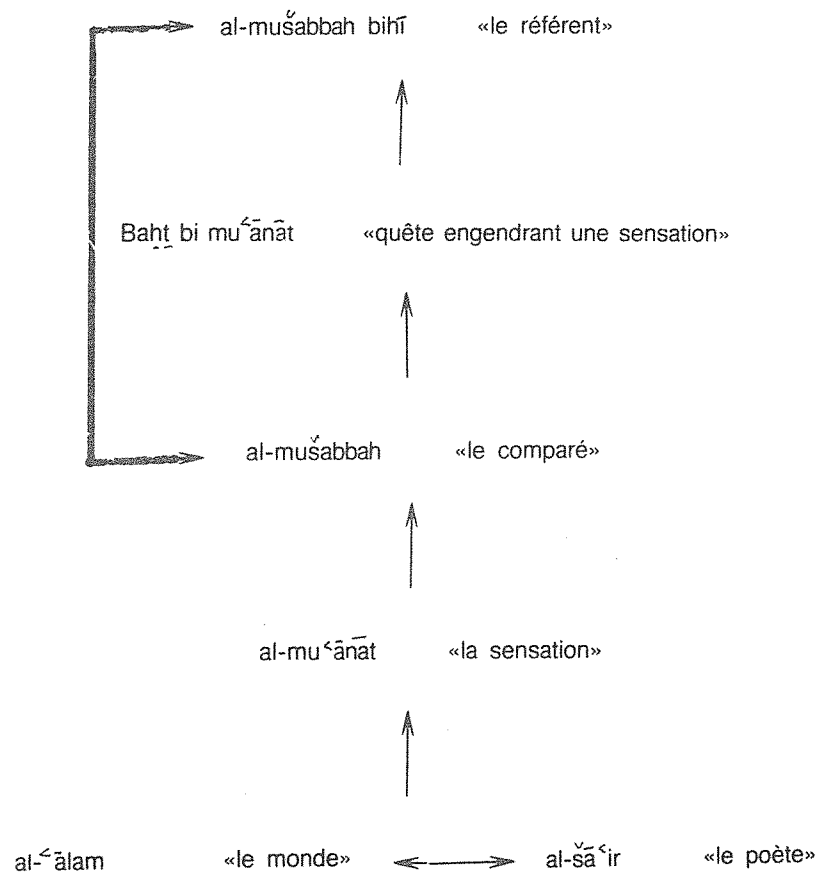 al-mušabbah bihī «le référent»
Baḥṯ bi muʿānāt «quête engendrant une sensation»
al-mušabbah «le comparé»
al-muʿānāt «la sensation»
al-ʿālam «le monde» al-šāʿir «le poète»